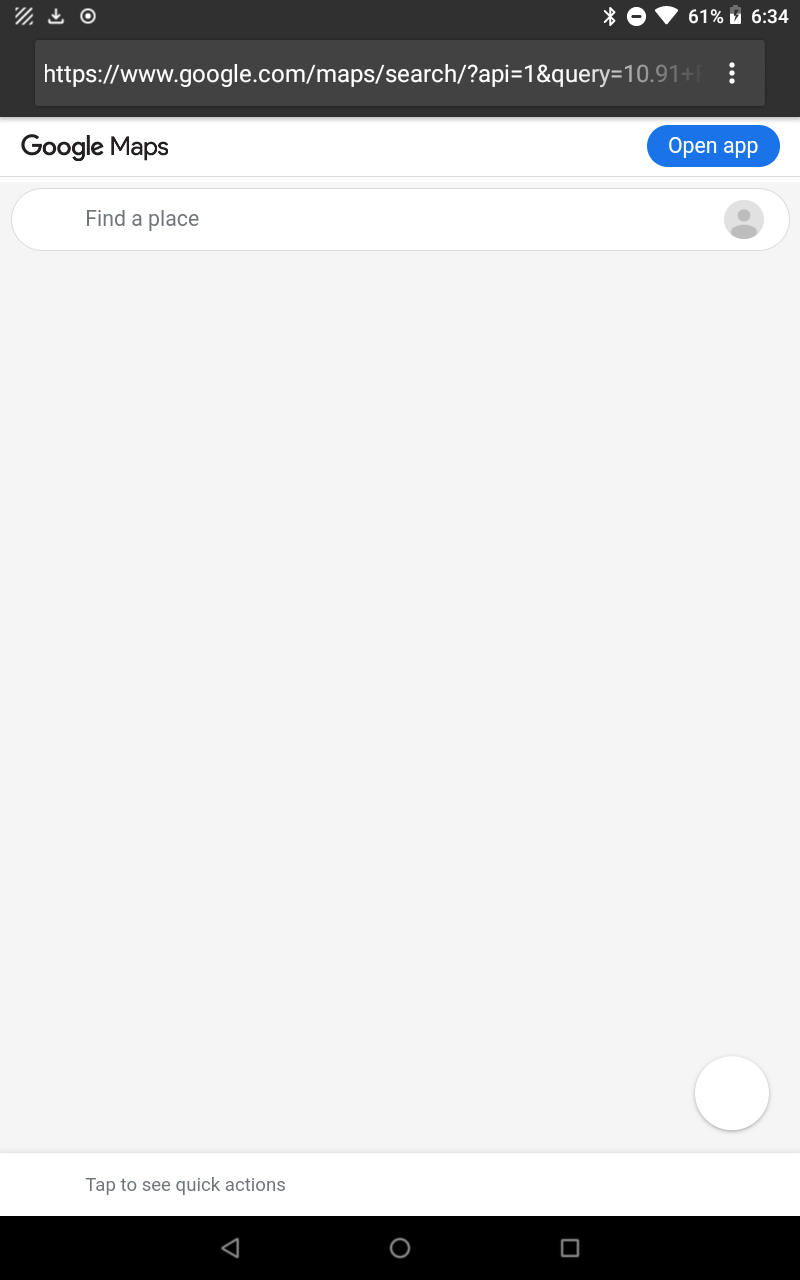 61% 6:34
https://www.google.com/maps/search/?api=1&query=10.91+
Google Maps
Open app
Find a place
Tap to see quick actions